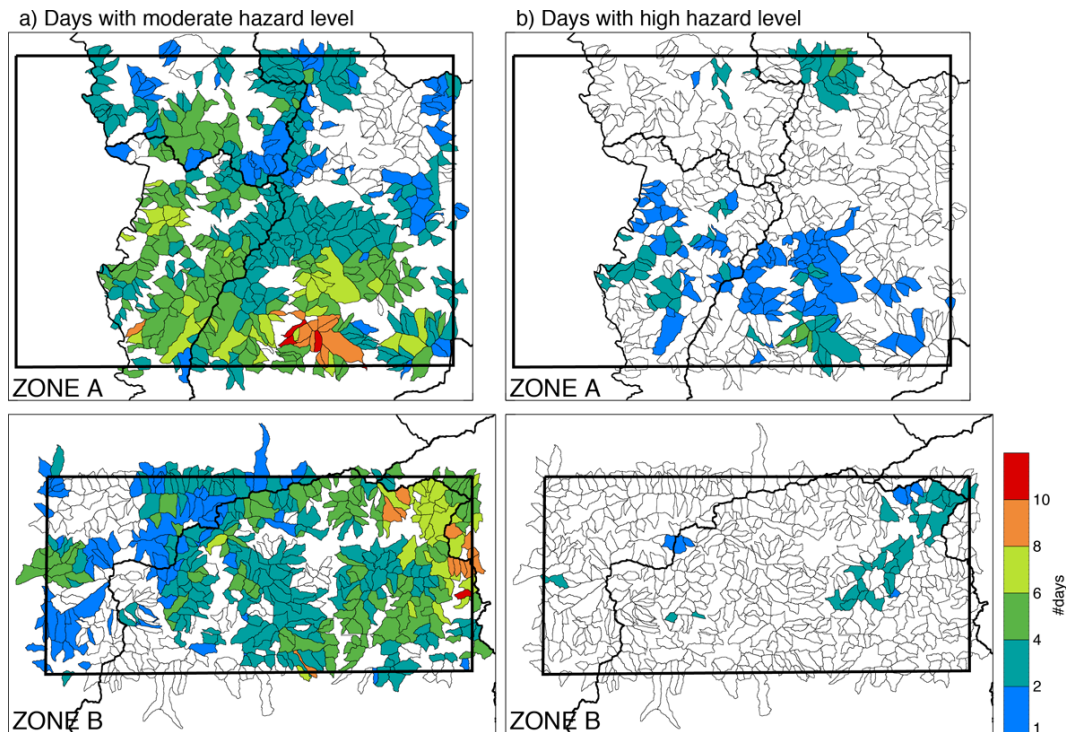 a) Days with moderate hazard level
b) Days with high hazard level
ZONE A
ZONE A
ZONE B
ZONE B
10
8
6
4
2
1
#days